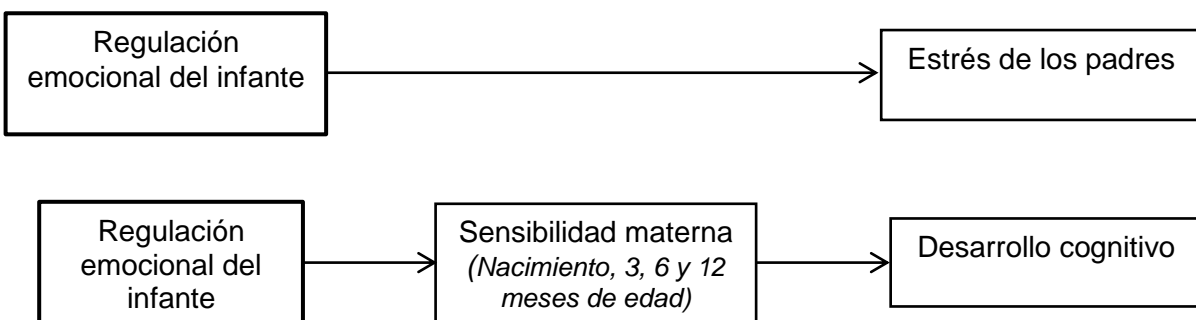 Regulación
emocional del infante
Estrés de los padres
Regulación
emocional del
infante
Sensibilidad materna
(Nacimiento, 3, 6 y 12
meses de edad)
Desarrollo cognitivo